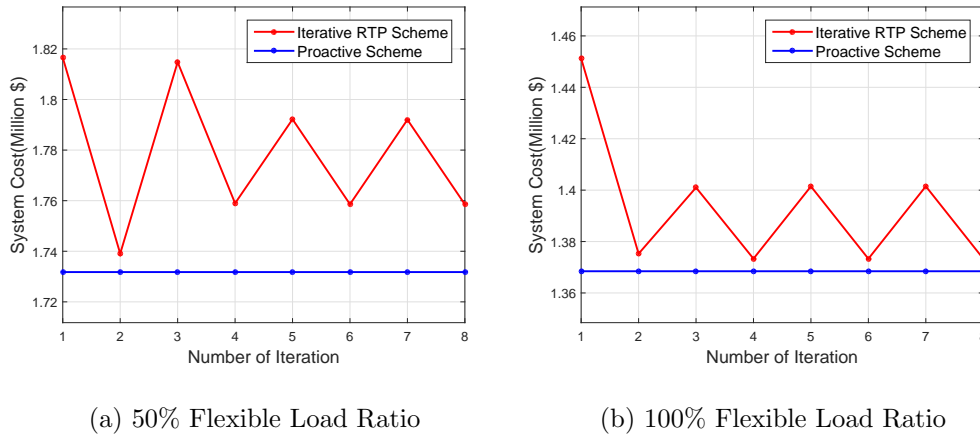 Iterative RTP Scheme
Proactive Scheme
System Cost(Million $)
1.82
1.8
1.78
1.76
1.74
1.72
1 2 3 4 5 6 7 8
Number of Iteration
(a) 50% Flexible Load Ratio
Iterative RTP Scheme
Proactive Scheme
System Cost(Million $)
1.46
1.44
1.42
1.4
1.38
1.36
1 2 3 4 5 6 7
Number of Iteration
(b) 100% Flexible Load Ratio